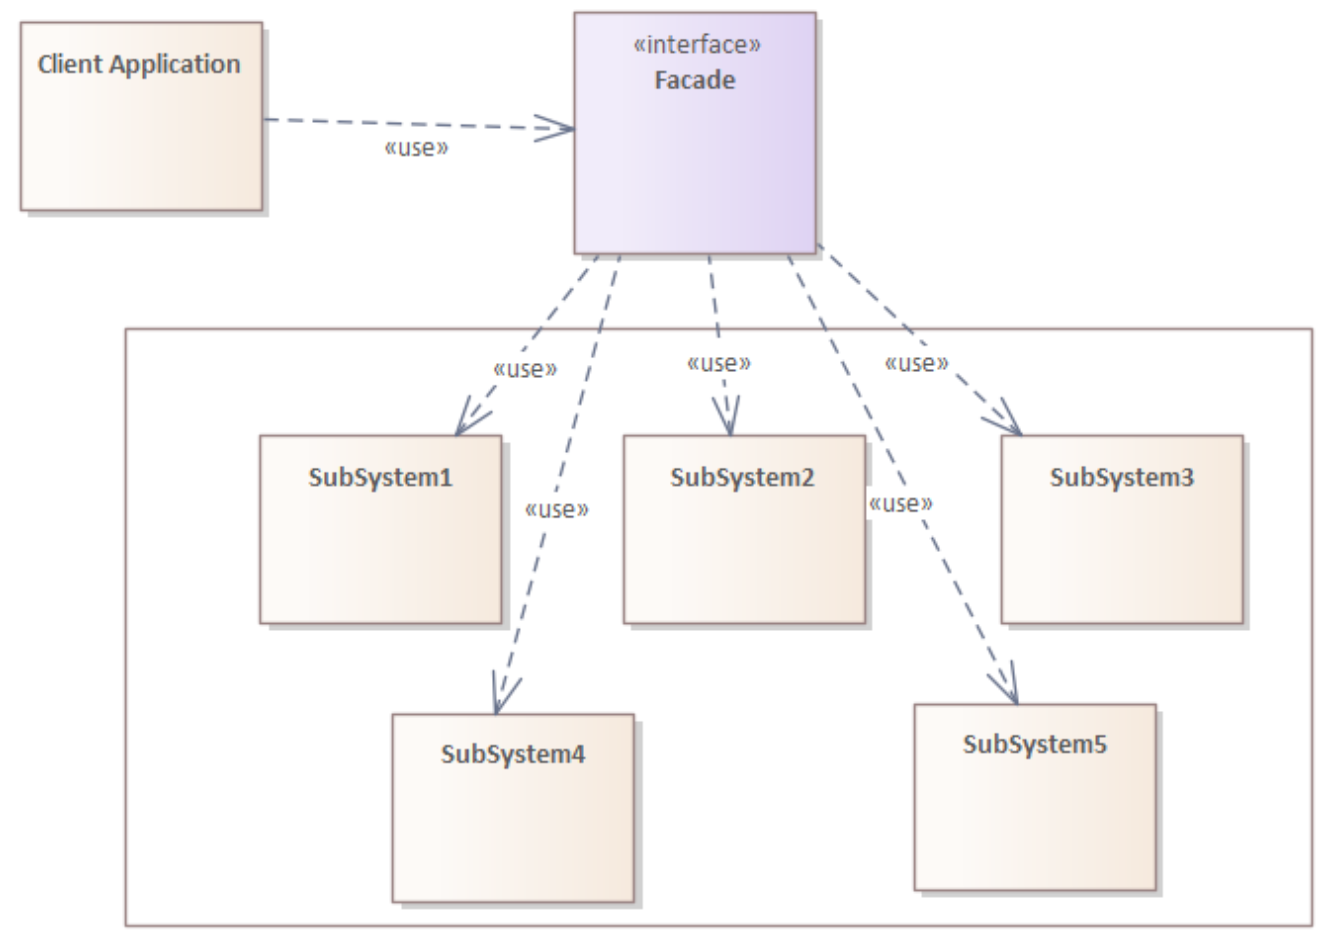 Client Application
«interface»
Facade
«use»
«use»
«use»
«use»
SubSystem1
SubSystem2
SubSystem3
«use»
«use»
SubSystem4
SubSystem5